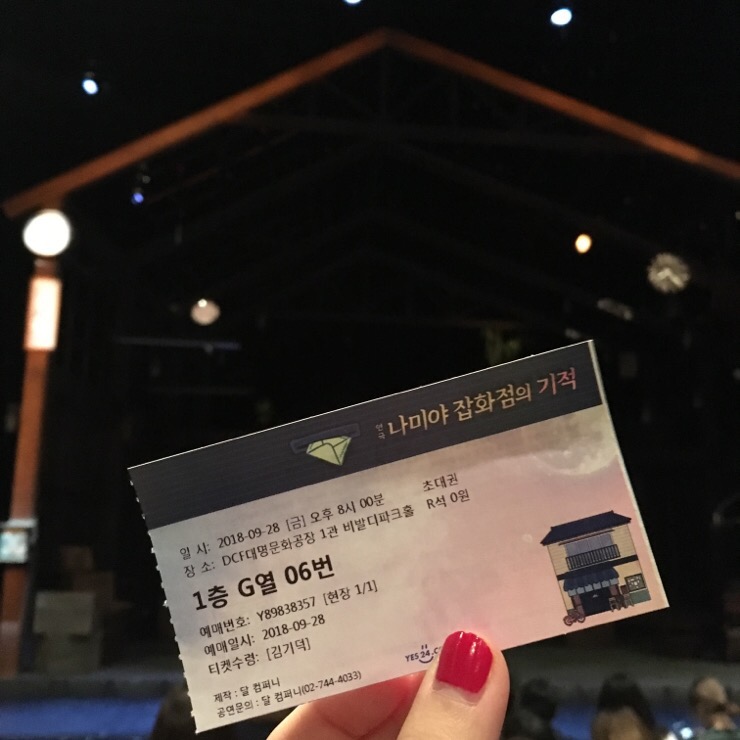 연극 나미야 잡화점의 기적
일 시: 2018-09-28 [금] 오후 8시 00분 초대권
장 소: DCF대명문화공장 1관 비발디파크홀 R석 0원
1층 G열 06번
예매번호: Y89838357 [현장 1/1]
예매일시: 2018-09-28
티켓수령: [김기덕]
YES24.C
제작 : 달 컴퍼니
공연문의 : 달 컴퍼니(02-744-4033)